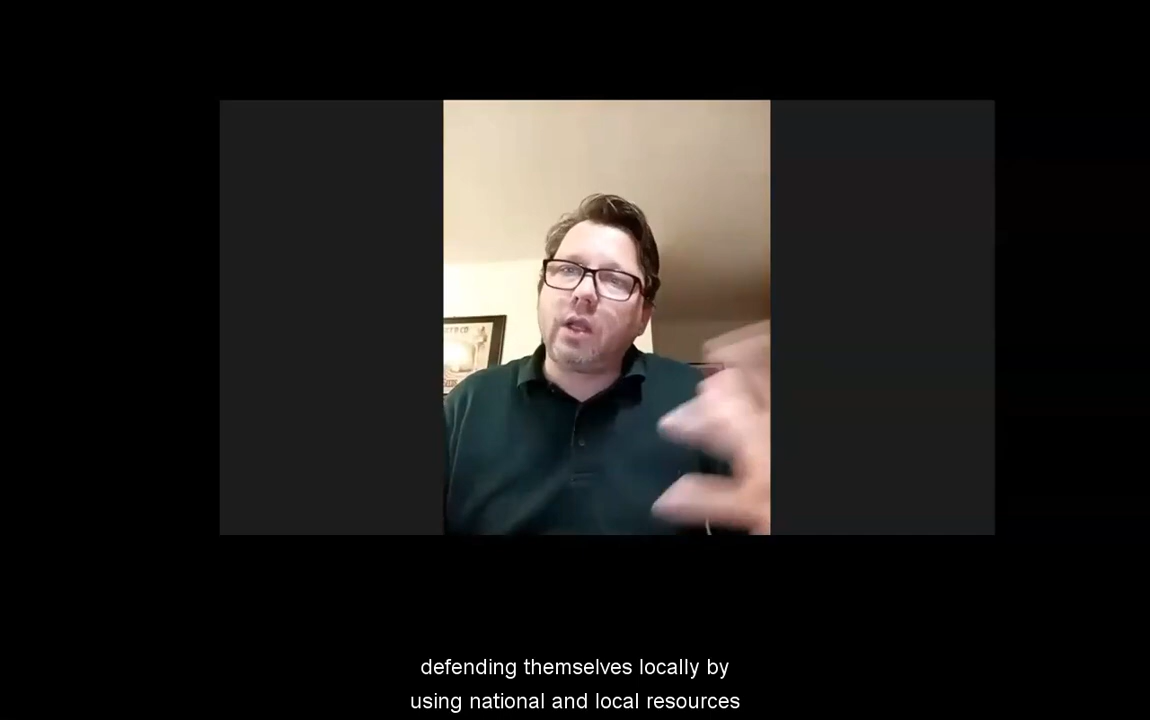 defending themselves locally by
using national and local resources